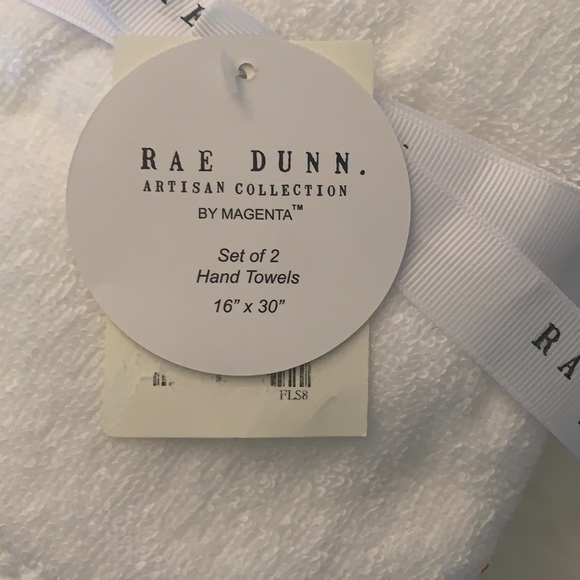 RAE DUNN.
ARTISAN COLLECTION
BY MAGENTA™
Set of 2
Hand Towels
16” x 30”
FLS8
RA